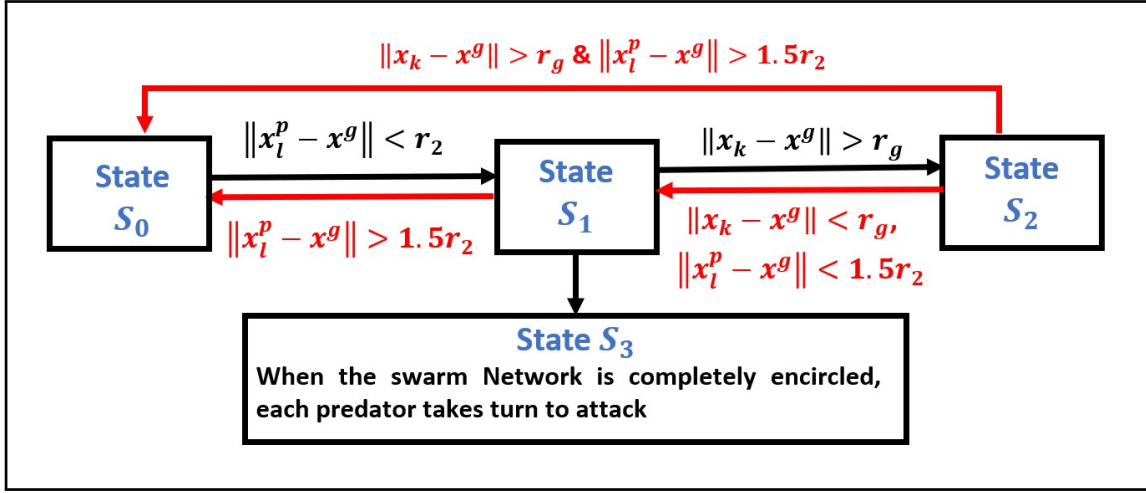 ‖x_k − x^g‖ > r_g & ‖x_l^p − x^g‖ > 1.5r_2
‖x_l^p − x^g‖ < r_2
‖x_k − x^g‖ > r_g
State
S_0
State
S_1
State
S_2
‖x_l^p − x^g‖ > 1.5r_2
‖x_k − x^g‖ < r_g,
‖x_l^p − x^g‖ < 1.5r_2
State S_3
When the swarm Network is completely encircled,
each predator takes turn to attack